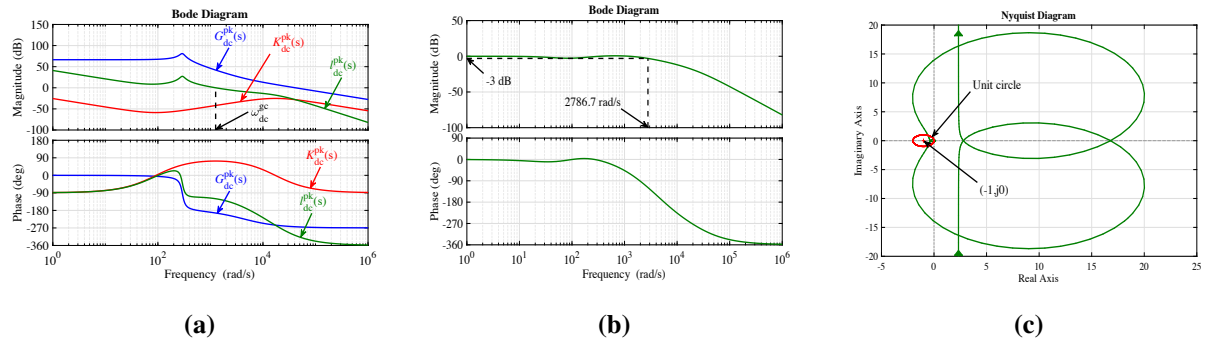 Bode Diagram
Magnitude (dB)
150
100
50
0
-50
-100
G^pk_dc(s)
K^pk_dc(s)
l^pk_dc(s)
ω^gc_dc
Phase (deg)
180
90
0
-90
-180
-270
-360
K^pk_dc(s)
G^pk_dc(s)
l^pk_dc(s)
10^0 10^2 10^4 10^6
Frequency (rad/s)
(a)
Bode Diagram
Magnitude (dB)
50
0
-50
-100
-3 dB
2786.7 rad/s
Phase (deg)
90
0
-90
-180
-270
-360
10^0 10^1 10^2 10^3 10^4 10^5 10^6
Frequency (rad/s)
(b)
Nyquist Diagram
Imaginary Axis
20
15
10
5
0
-5
-10
-15
-20
Unit circle
(-1,j0)
-5 0 5 10 15 20 25
Real Axis
(c)